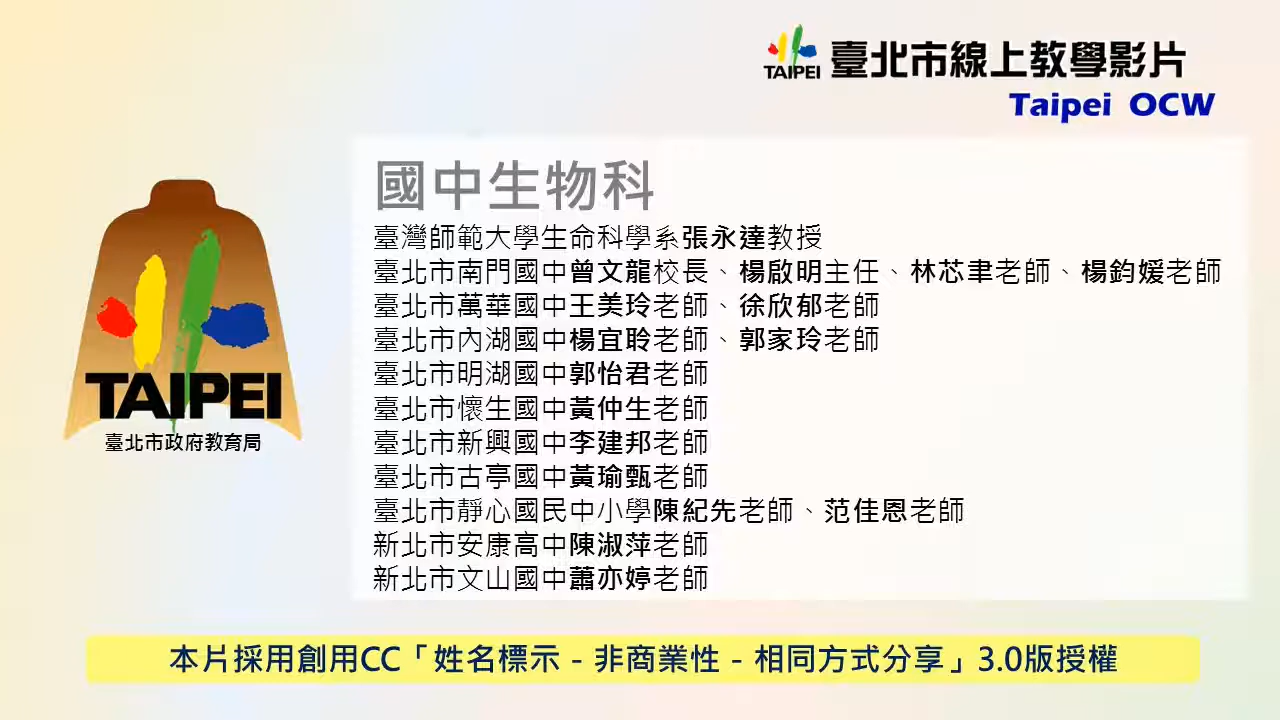 TAIPEI 臺北市線上教學影片
Taipei OCW
國中生物科
臺灣師範大學生命科學系張永達教授
臺北市南門國中曾文龍校長、楊啟明主任、林芯聿老師、楊鈞媛老師
臺北市萬華國中王美玲老師、徐欣郁老師
臺北市內湖國中楊宜聆老師、郭家玲老師
臺北市明湖國中郭怡君老師
臺北市懷生國中黃仲生老師
臺北市新興國中李建邦老師
臺北市古亭國中黃瑜甄老師
臺北市靜心國民中小學陳紀先老師、范佳恩老師
新北市安康高中陳淑萍老師
新北市文山國中蕭亦婷老師
TAIPEI
臺北市政府教育局
本片採用創用CC「姓名標示－非商業性－相同方式分享」3.0版授權